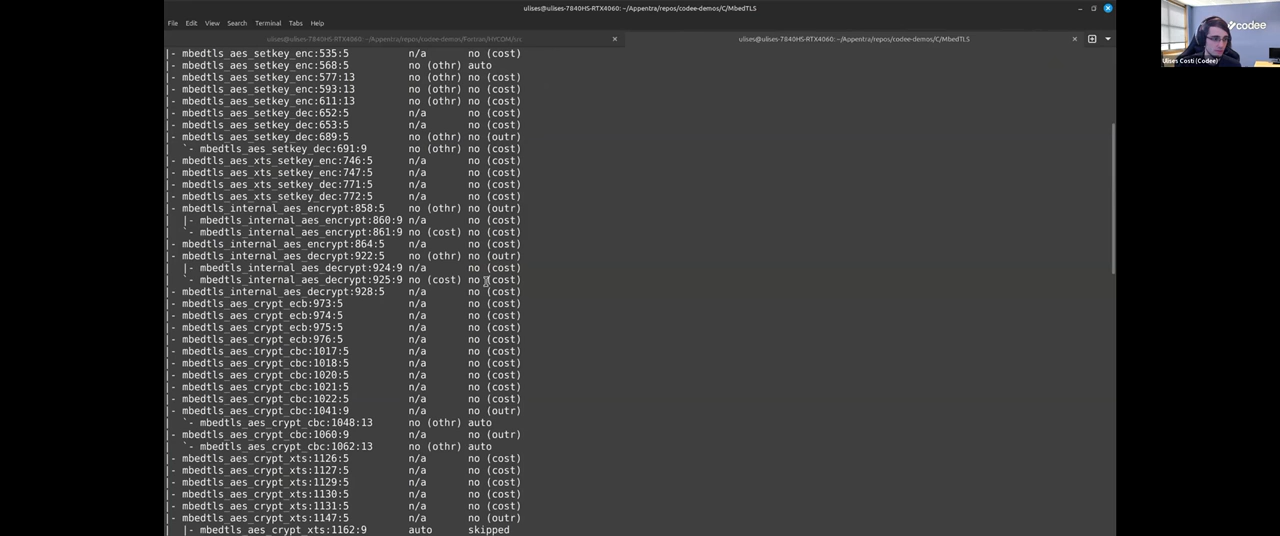 ulises@ulises-7840HS-RTX4060: ~/Appentra/repos/codee-demos/C/MbedTLS
File Edit View Search Terminal Tabs Help
ulises@ulises-7840HS-RTX4060: ~/Appentra/repos/codee-demos/Fortran/HYCOM/src
ulises@ulises-7840HS-RTX4060: ~/Appentra/repos/codee-demos/C/MbedTLS
codee
Ulises Costi (Codee)
|- mbedtls_aes_setkey_enc:535:5 n/a no (cost)
|- mbedtls_aes_setkey_enc:568:5 no (othr) auto
|- mbedtls_aes_setkey_enc:577:13 no (othr) no (cost)
|- mbedtls_aes_setkey_enc:593:13 no (othr) no (cost)
|- mbedtls_aes_setkey_enc:611:13 no (othr) no (cost)
|- mbedtls_aes_setkey_dec:652:5 n/a no (cost)
|- mbedtls_aes_setkey_dec:653:5 n/a no (cost)
|- mbedtls_aes_setkey_dec:689:5 no (othr) no (outr)
| `- mbedtls_aes_setkey_dec:691:9 no (othr) no (cost)
|- mbedtls_aes_xts_setkey_enc:746:5 n/a no (cost)
|- mbedtls_aes_xts_setkey_enc:747:5 n/a no (cost)
|- mbedtls_aes_xts_setkey_dec:771:5 n/a no (cost)
|- mbedtls_aes_xts_setkey_dec:772:5 n/a no (cost)
|- mbedtls_internal_aes_encrypt:858:5 no (othr) no (outr)
| |- mbedtls_internal_aes_encrypt:860:9 n/a no (cost)
| `- mbedtls_internal_aes_encrypt:861:9 no (cost) no (cost)
|- mbedtls_internal_aes_encrypt:864:5 n/a no (cost)
|- mbedtls_internal_aes_decrypt:922:5 no (othr) no (outr)
| |- mbedtls_internal_aes_decrypt:924:9 n/a no (cost)
| `- mbedtls_internal_aes_decrypt:925:9 no (cost) no (cost)
|- mbedtls_internal_aes_decrypt:928:5 n/a no (cost)
|- mbedtls_aes_crypt_ecb:973:5 n/a no (cost)
|- mbedtls_aes_crypt_ecb:974:5 n/a no (cost)
|- mbedtls_aes_crypt_ecb:975:5 n/a no (cost)
|- mbedtls_aes_crypt_ecb:976:5 n/a no (cost)
|- mbedtls_aes_crypt_cbc:1017:5 n/a no (cost)
|- mbedtls_aes_crypt_cbc:1018:5 n/a no (cost)
|- mbedtls_aes_crypt_cbc:1020:5 n/a no (cost)
|- mbedtls_aes_crypt_cbc:1021:5 n/a no (cost)
|- mbedtls_aes_crypt_cbc:1022:5 n/a no (cost)
|- mbedtls_aes_crypt_cbc:1041:9 n/a no (outr)
| `- mbedtls_aes_crypt_cbc:1048:13 no (othr) auto
|- mbedtls_aes_crypt_cbc:1060:9 n/a no (outr)
| `- mbedtls_aes_crypt_cbc:1062:13 no (othr) auto
|- mbedtls_aes_crypt_xts:1126:5 n/a no (cost)
|- mbedtls_aes_crypt_xts:1127:5 n/a no (cost)
|- mbedtls_aes_crypt_xts:1129:5 n/a no (cost)
|- mbedtls_aes_crypt_xts:1130:5 n/a no (cost)
|- mbedtls_aes_crypt_xts:1131:5 n/a no (cost)
|- mbedtls_aes_crypt_xts:1147:5 n/a no (outr)
| |- mbedtls_aes_crypt_xts:1162:9 auto skipped